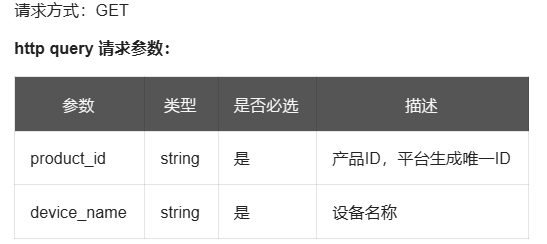 请求方式：GET
http query 请求参数：
参数 类型 是否必选 描述
product_id string 是 产品ID，平台生成唯一ID
device_name string 是 设备名称